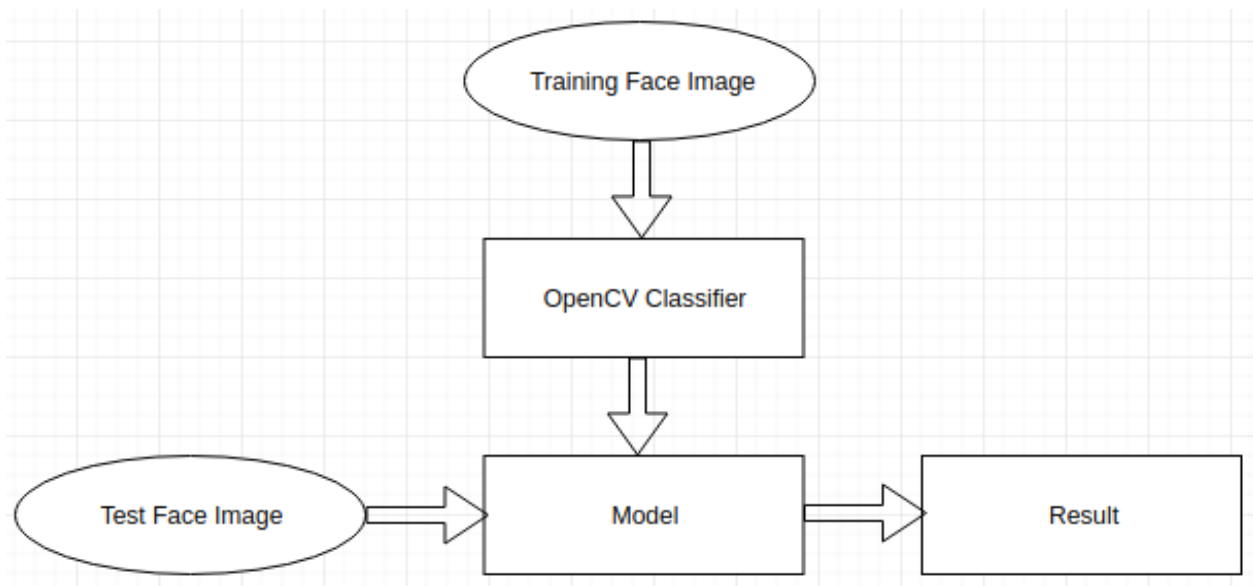 Training Face Image
OpenCV Classifier
Test Face Image
Model
Result